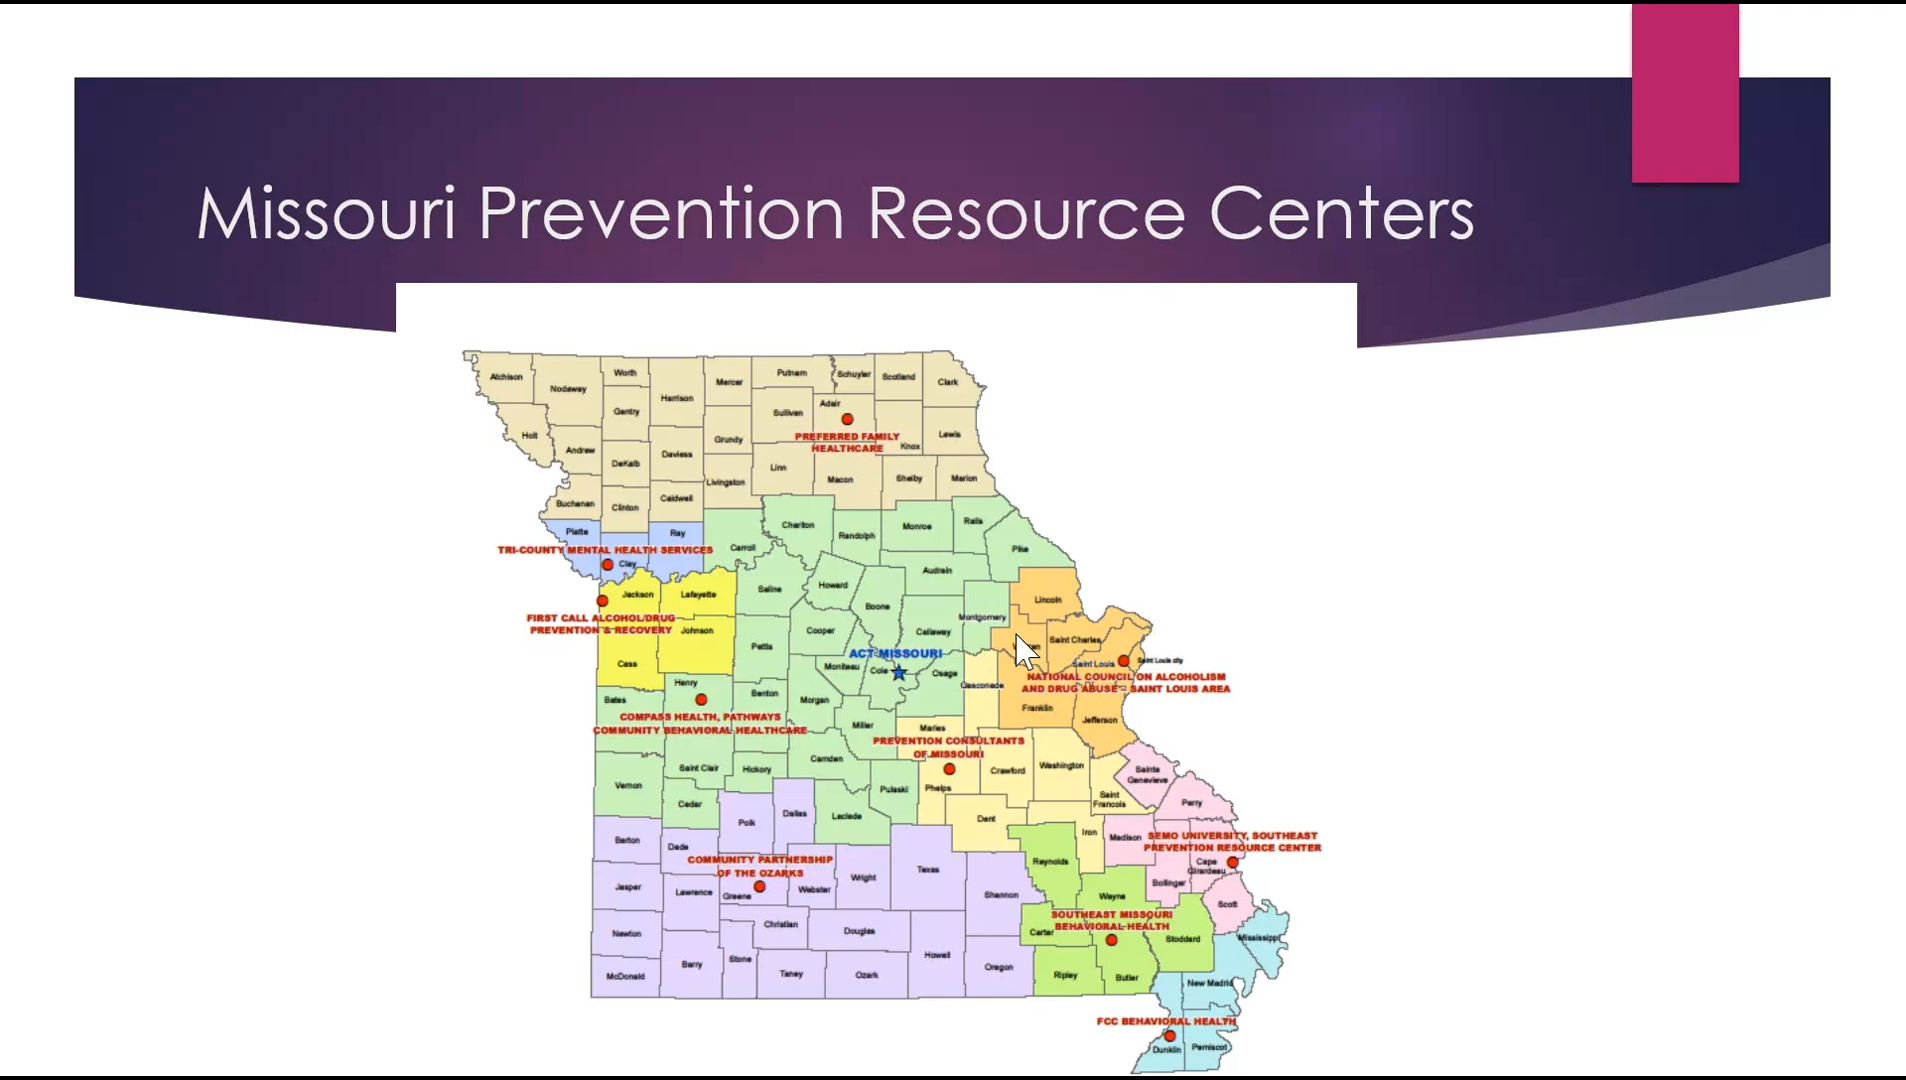 Missouri Prevention Resource Centers
Atchison
Nodaway
Worth
Harrison
Mercer
Putnam
Schuyler
Scotland
Clark
Gentry
Sullivan
Adair
Holt
Andrew
DeKalb
Daviess
Grundy
PREFERRED FAMILY
HEALTHCARE
Knox
Lewis
Buchanan
Clinton
Caldwell
Livingston
Linn
Macon
Shelby
Marion
Platte
Ray
Carroll
Chariton
Randolph
Monroe
Ralls
Pike
TRI-COUNTY MENTAL HEALTH SERVICES
Clay
Jackson
Lafayette
Saline
Howard
Boone
Audrain
Lincoln
FIRST CALL ALCOHOL/DRUG
PREVENTION & RECOVERY
Johnson
Pettis
Cooper
Callaway
Montgomery
Saint Charles
Cass
ACT MISSOURI
Moniteau
Cole
Osage
Gasconade
Saint Louis
Saint Louis city
NATIONAL COUNCIL ON ALCOHOLISM
AND DRUG ABUSE - SAINT LOUIS AREA
Henry
Bates
Benton
Morgan
Miller
Maries
Franklin
Jefferson
COMPASS HEALTH, PATHWAYS
COMMUNITY BEHAVIORAL HEALTHCARE
PREVENTION CONSULTANTS
OF MISSOURI
Saint Clair
Hickory
Camden
Pulaski
Phelps
Crawford
Washington
Sainte
Genevieve
Vernon
Cedar
Polk
Dallas
Laclede
Dent
Saint
Francois
Perry
Iron
Madison
SEMO UNIVERSITY, SOUTHEAST
PREVENTION RESOURCE CENTER
Barton
Dade
COMMUNITY PARTNERSHIP
OF THE OZARKS
Wright
Texas
Reynolds
Cape
Girardeau
Bollinger
Jasper
Lawrence
Greene
Webster
Shannon
Wayne
Scott
SOUTHEAST MISSOURI
BEHAVIORAL HEALTH
Newton
Christian
Douglas
Carter
Stoddard
Mississippi
McDonald
Barry
Stone
Taney
Ozark
Howell
Oregon
Ripley
Butler
New Madrid
FCC BEHAVIORAL HEALTH
Dunklin
Pemiscot